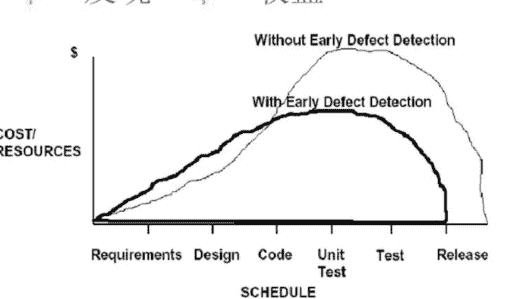 Without Early Defect Detection
$
With Early Defect Detection
COST/
RESOURCES
Requirements Design Code Unit Test Test Release
SCHEDULE